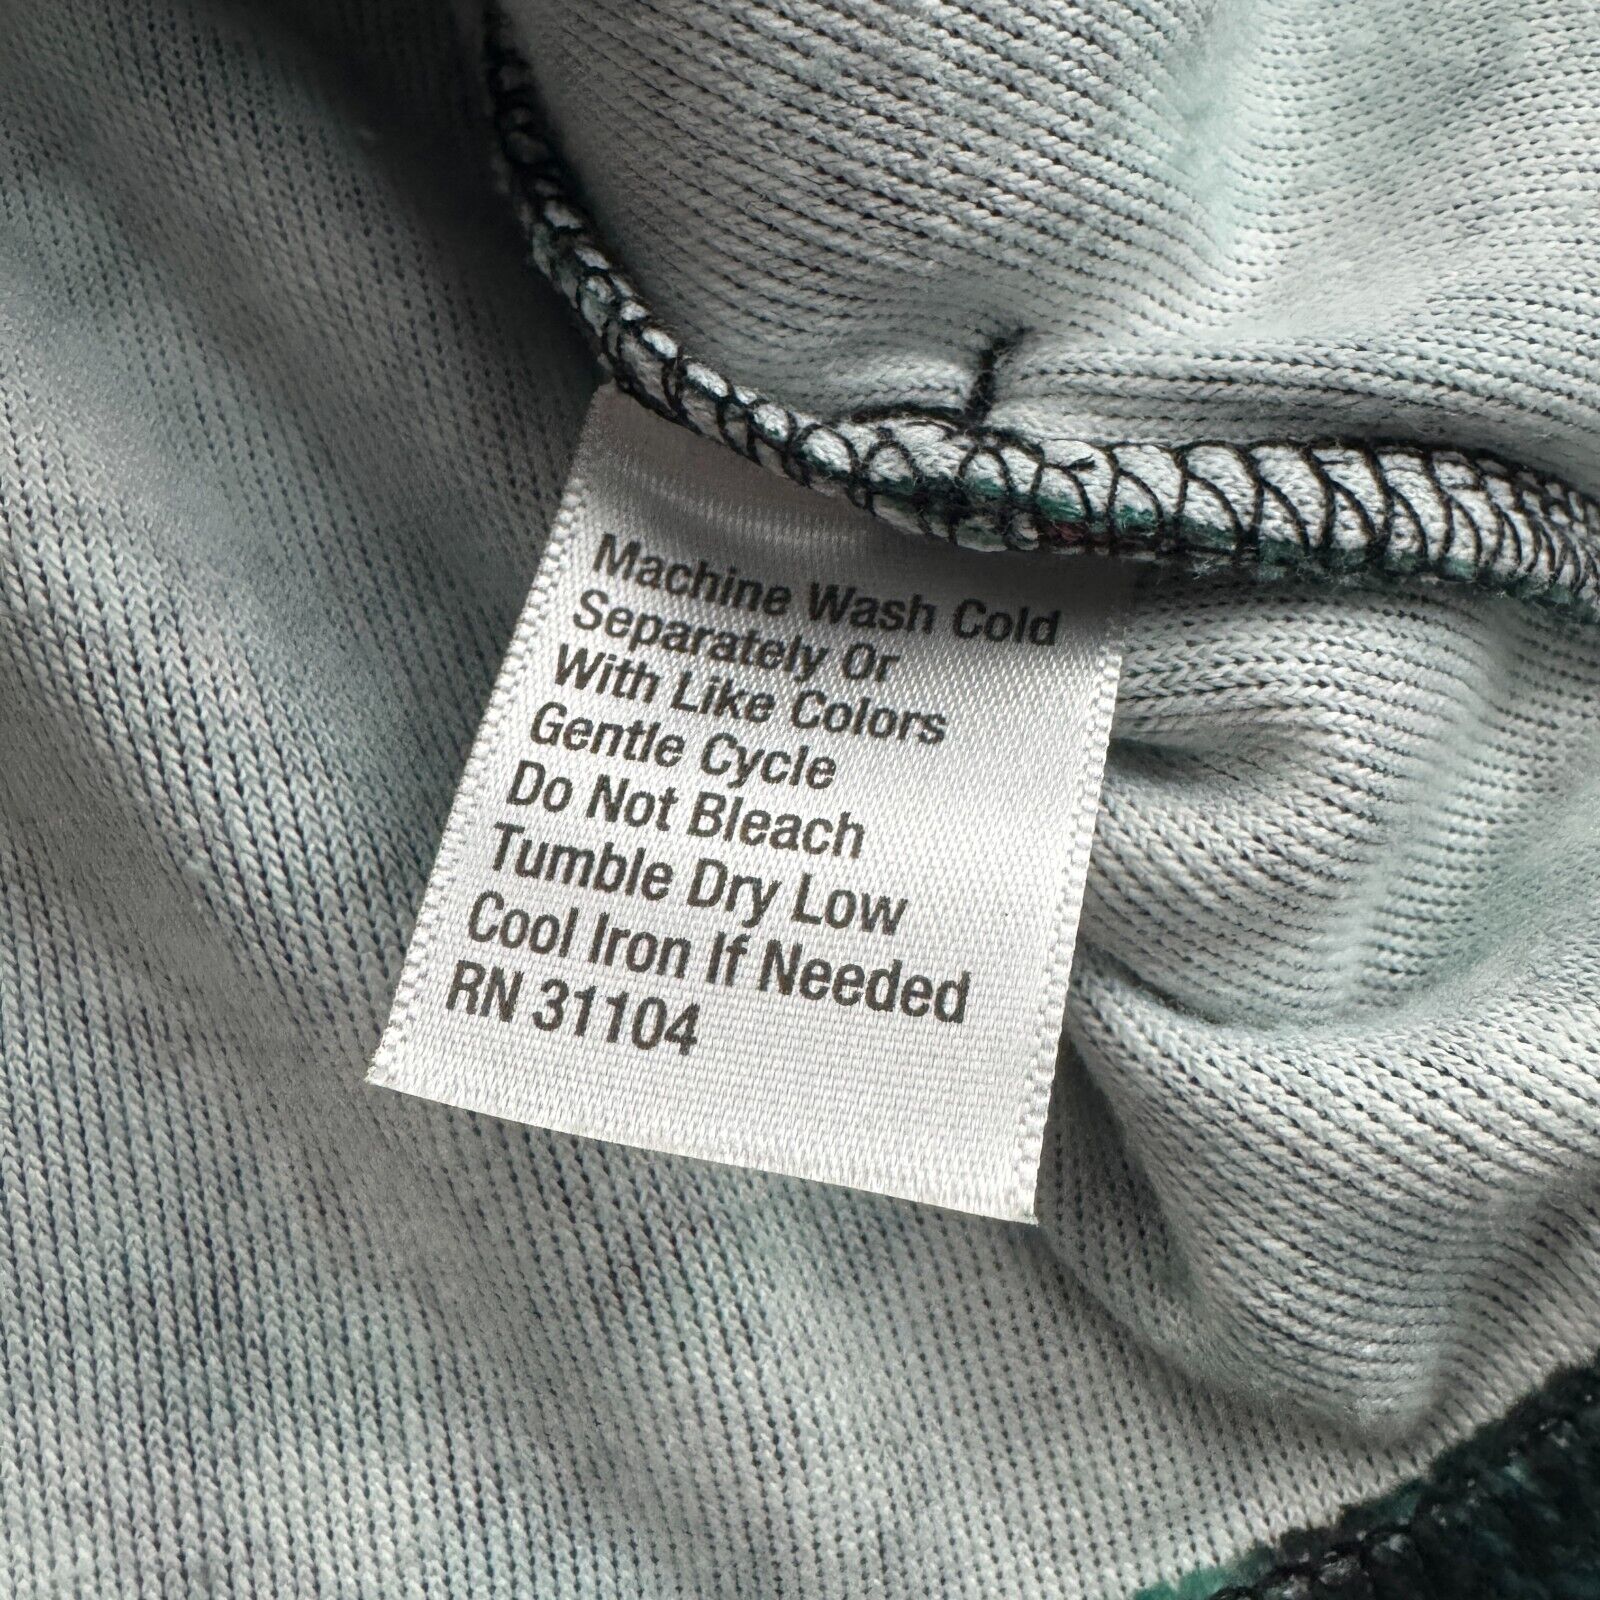 Machine Wash Cold
Separately Or
With Like Colors
Gentle Cycle
Do Not Bleach
Tumble Dry Low
Cool Iron If Needed
RN 31104